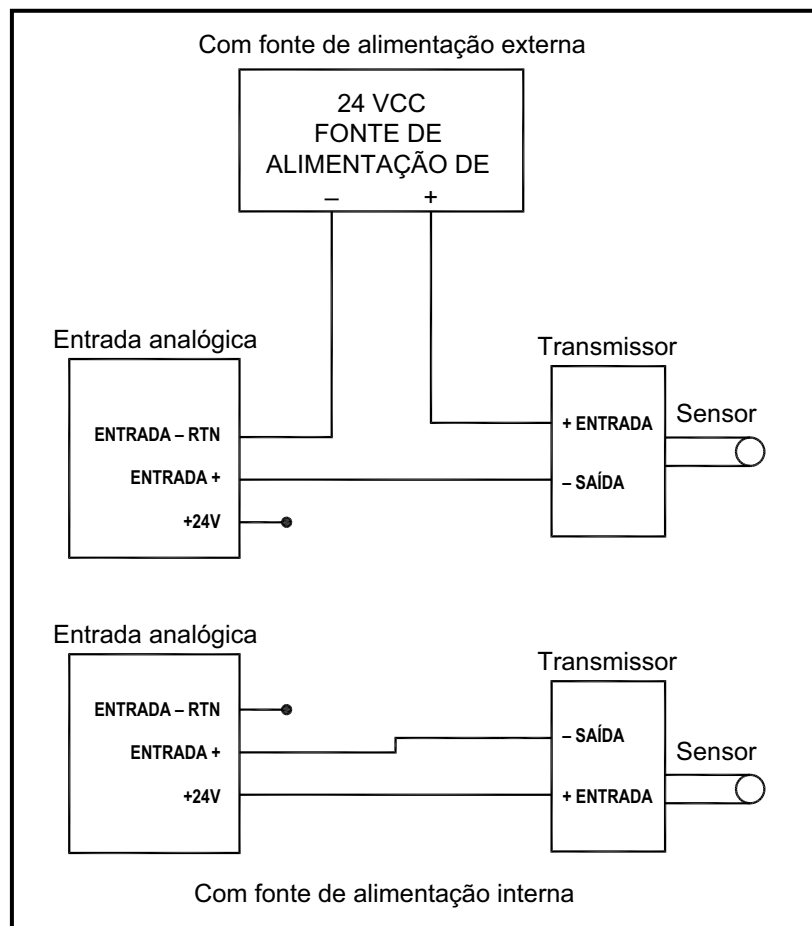 Com fonte de alimentação externa
24 VCC
FONTE DE
ALIMENTAÇÃO DE
– +
Entrada analógica
ENTRADA – RTN
ENTRADA +
+24V
Transmissor
+ ENTRADA
– SAÍDA
Sensor
Entrada analógica
ENTRADA – RTN
ENTRADA +
+24V
Transmissor
– SAÍDA
+ ENTRADA
Sensor
Com fonte de alimentação interna